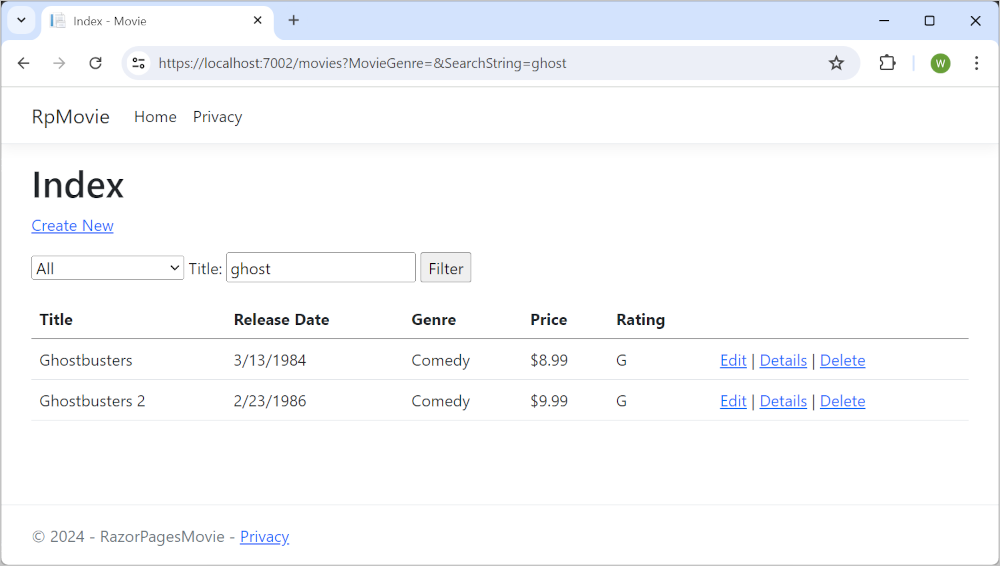 Index - Movie
https://localhost:7002/movies?MovieGenre=&SearchString=ghost
W
RpMovie Home Privacy
Index
Create New
All Title: ghost Filter
Title Release Date Genre Price Rating
Ghostbusters 3/13/1984 Comedy $8.99 G Edit | Details | Delete
Ghostbusters 2 2/23/1986 Comedy $9.99 G Edit | Details | Delete
© 2024 - RazorPagesMovie - Privacy